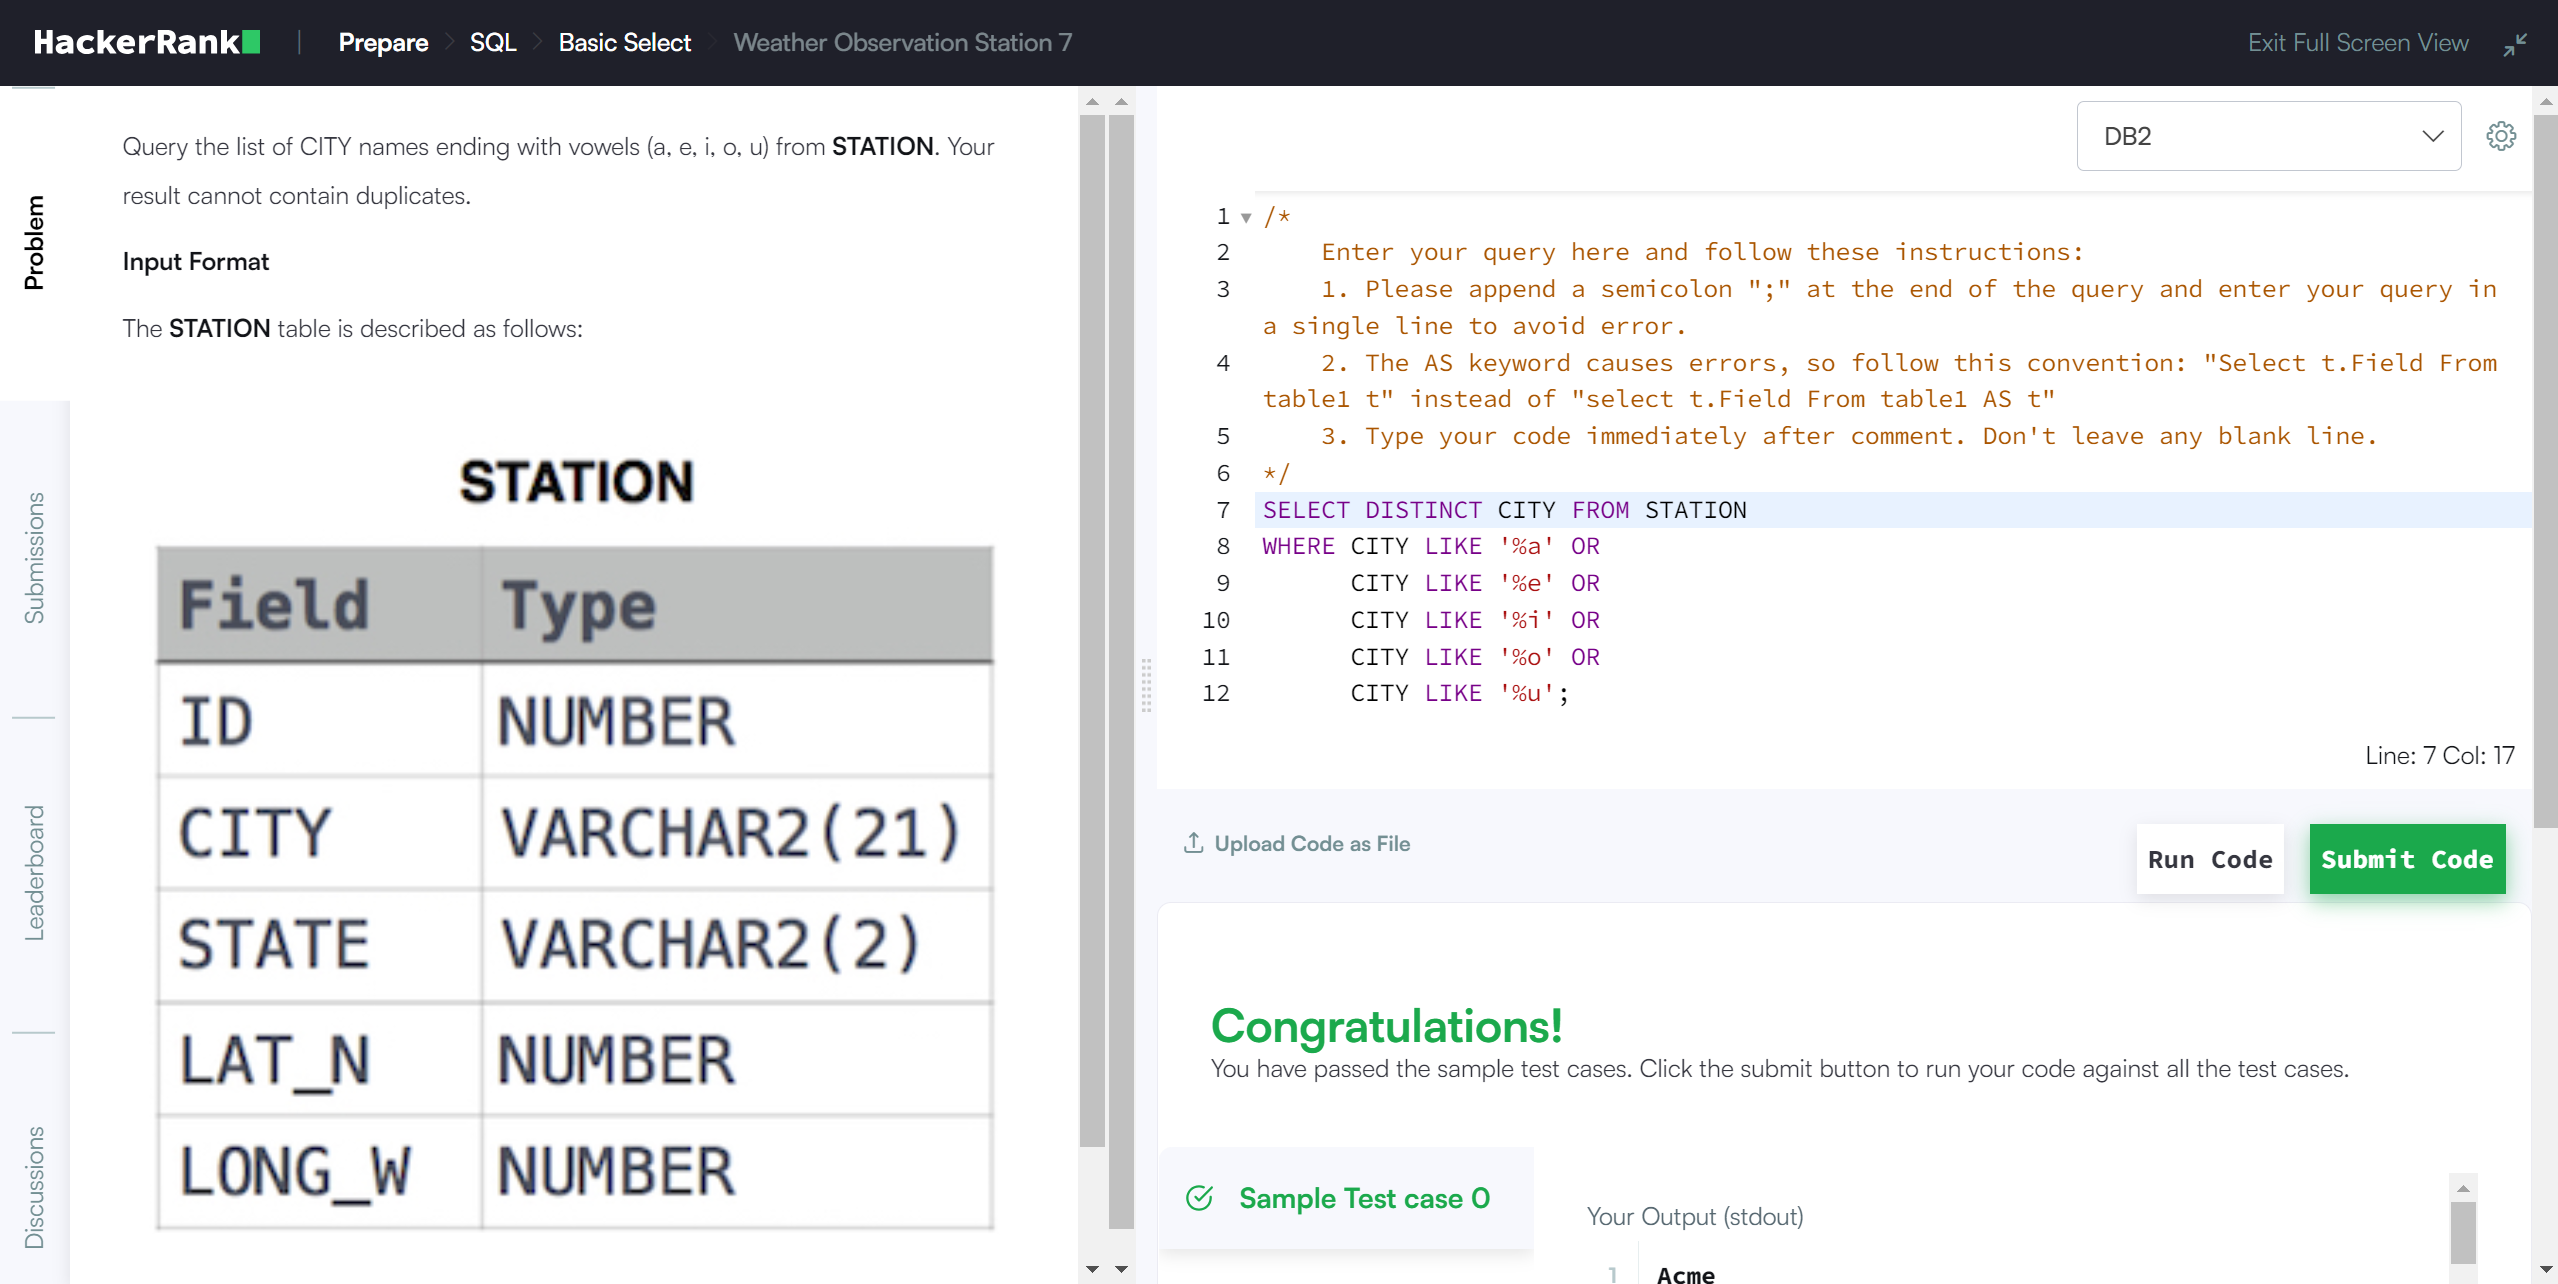 HackerRank | Prepare > SQL > Basic Select > Weather Observation Station 7
Exit Full Screen View
Problem
Submissions
Leaderboard
Discussions
Query the list of CITY names ending with vowels (a, e, i, o, u) from STATION. Your
result cannot contain duplicates.
Input Format
The STATION table is described as follows:
STATION
Field Type
ID NUMBER
CITY VARCHAR2(21)
STATE VARCHAR2(2)
LAT_N NUMBER
LONG_W NUMBER
DB2
1 /*
2     Enter your query here and follow these instructions:
3     1. Please append a semicolon ";" at the end of the query and enter your query in
a single line to avoid error.
4     2. The AS keyword causes errors, so follow this convention: "Select t.Field From
table1 t" instead of "select t.Field From table1 AS t"
5     3. Type your code immediately after comment. Don't leave any blank line.
6 */
7 SELECT DISTINCT CITY FROM STATION
8 WHERE CITY LIKE '%a' OR
9       CITY LIKE '%e' OR
10       CITY LIKE '%i' OR
11       CITY LIKE '%o' OR
12       CITY LIKE '%u';
Line: 7 Col: 17
Upload Code as File
Run Code
Submit Code
Congratulations!
You have passed the sample test cases. Click the submit button to run your code against all the test cases.
Sample Test case 0
Your Output (stdout)
1 Acme